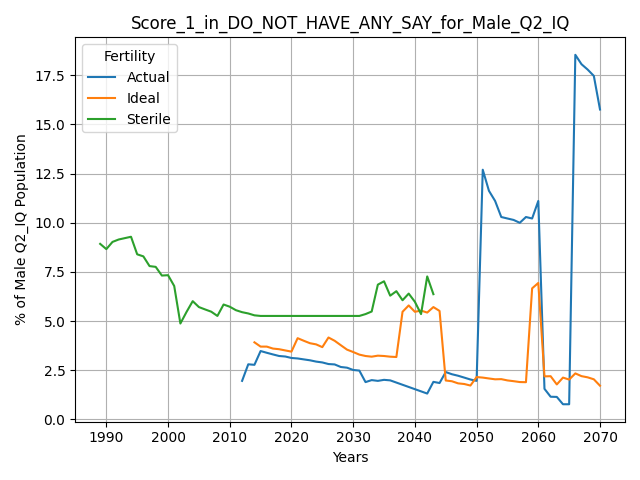 Score_1_in_DO_NOT_HAVE_ANY_SAY_for_Male_Q2_IQ
Fertility
Actual
Ideal
Sterile
% of Male Q2_IQ Population
17.5
15.0
12.5
10.0
7.5
5.0
2.5
0.0
1990 2000 2010 2020 2030 2040 2050 2060 2070
Years